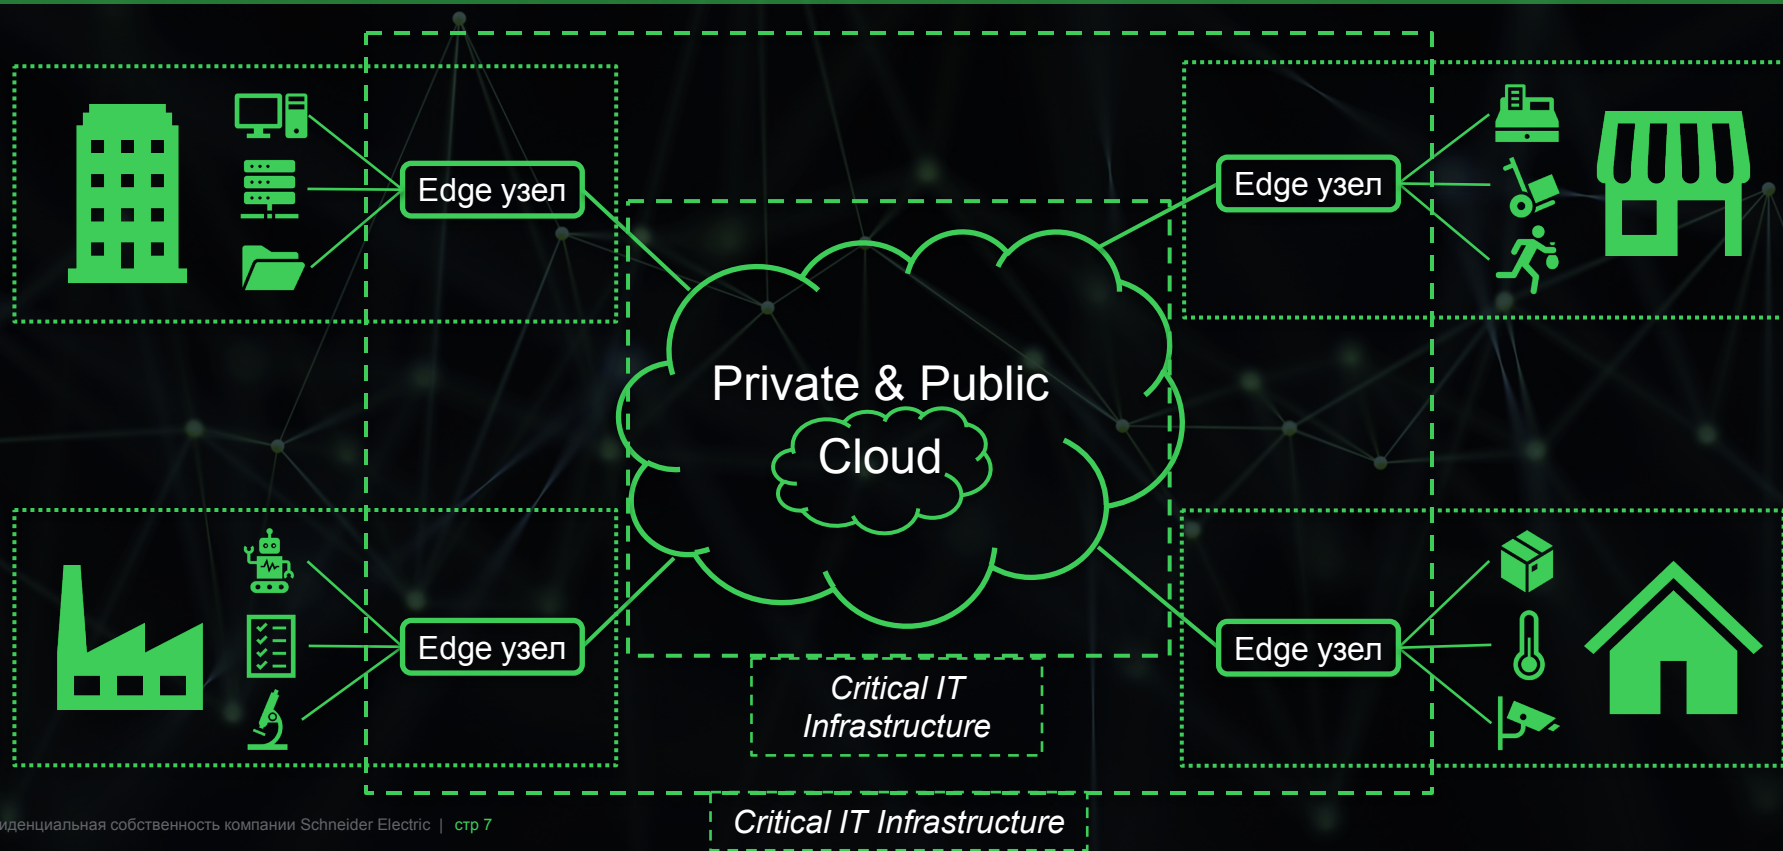 Edge узел
Edge узел
Private & Public
Cloud
Edge узел
Edge узел
Critical IT
Infrastructure
Critical IT Infrastructure
собственность компании Schneider Electric | стр 7